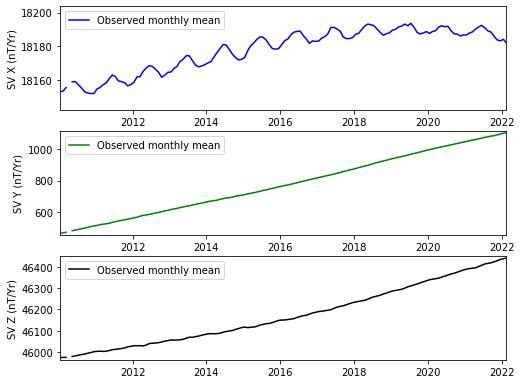 18200
18180
18160
SV X (nT/Yr)
Observed monthly mean
2012 2014 2016 2018 2020 2022
1000
800
600
SV Y (nT/Yr)
Observed monthly mean
2012 2014 2016 2018 2020 2022
46400
46300
46200
46100
46000
SV Z (nT/Yr)
Observed monthly mean
2012 2014 2016 2018 2020 2022